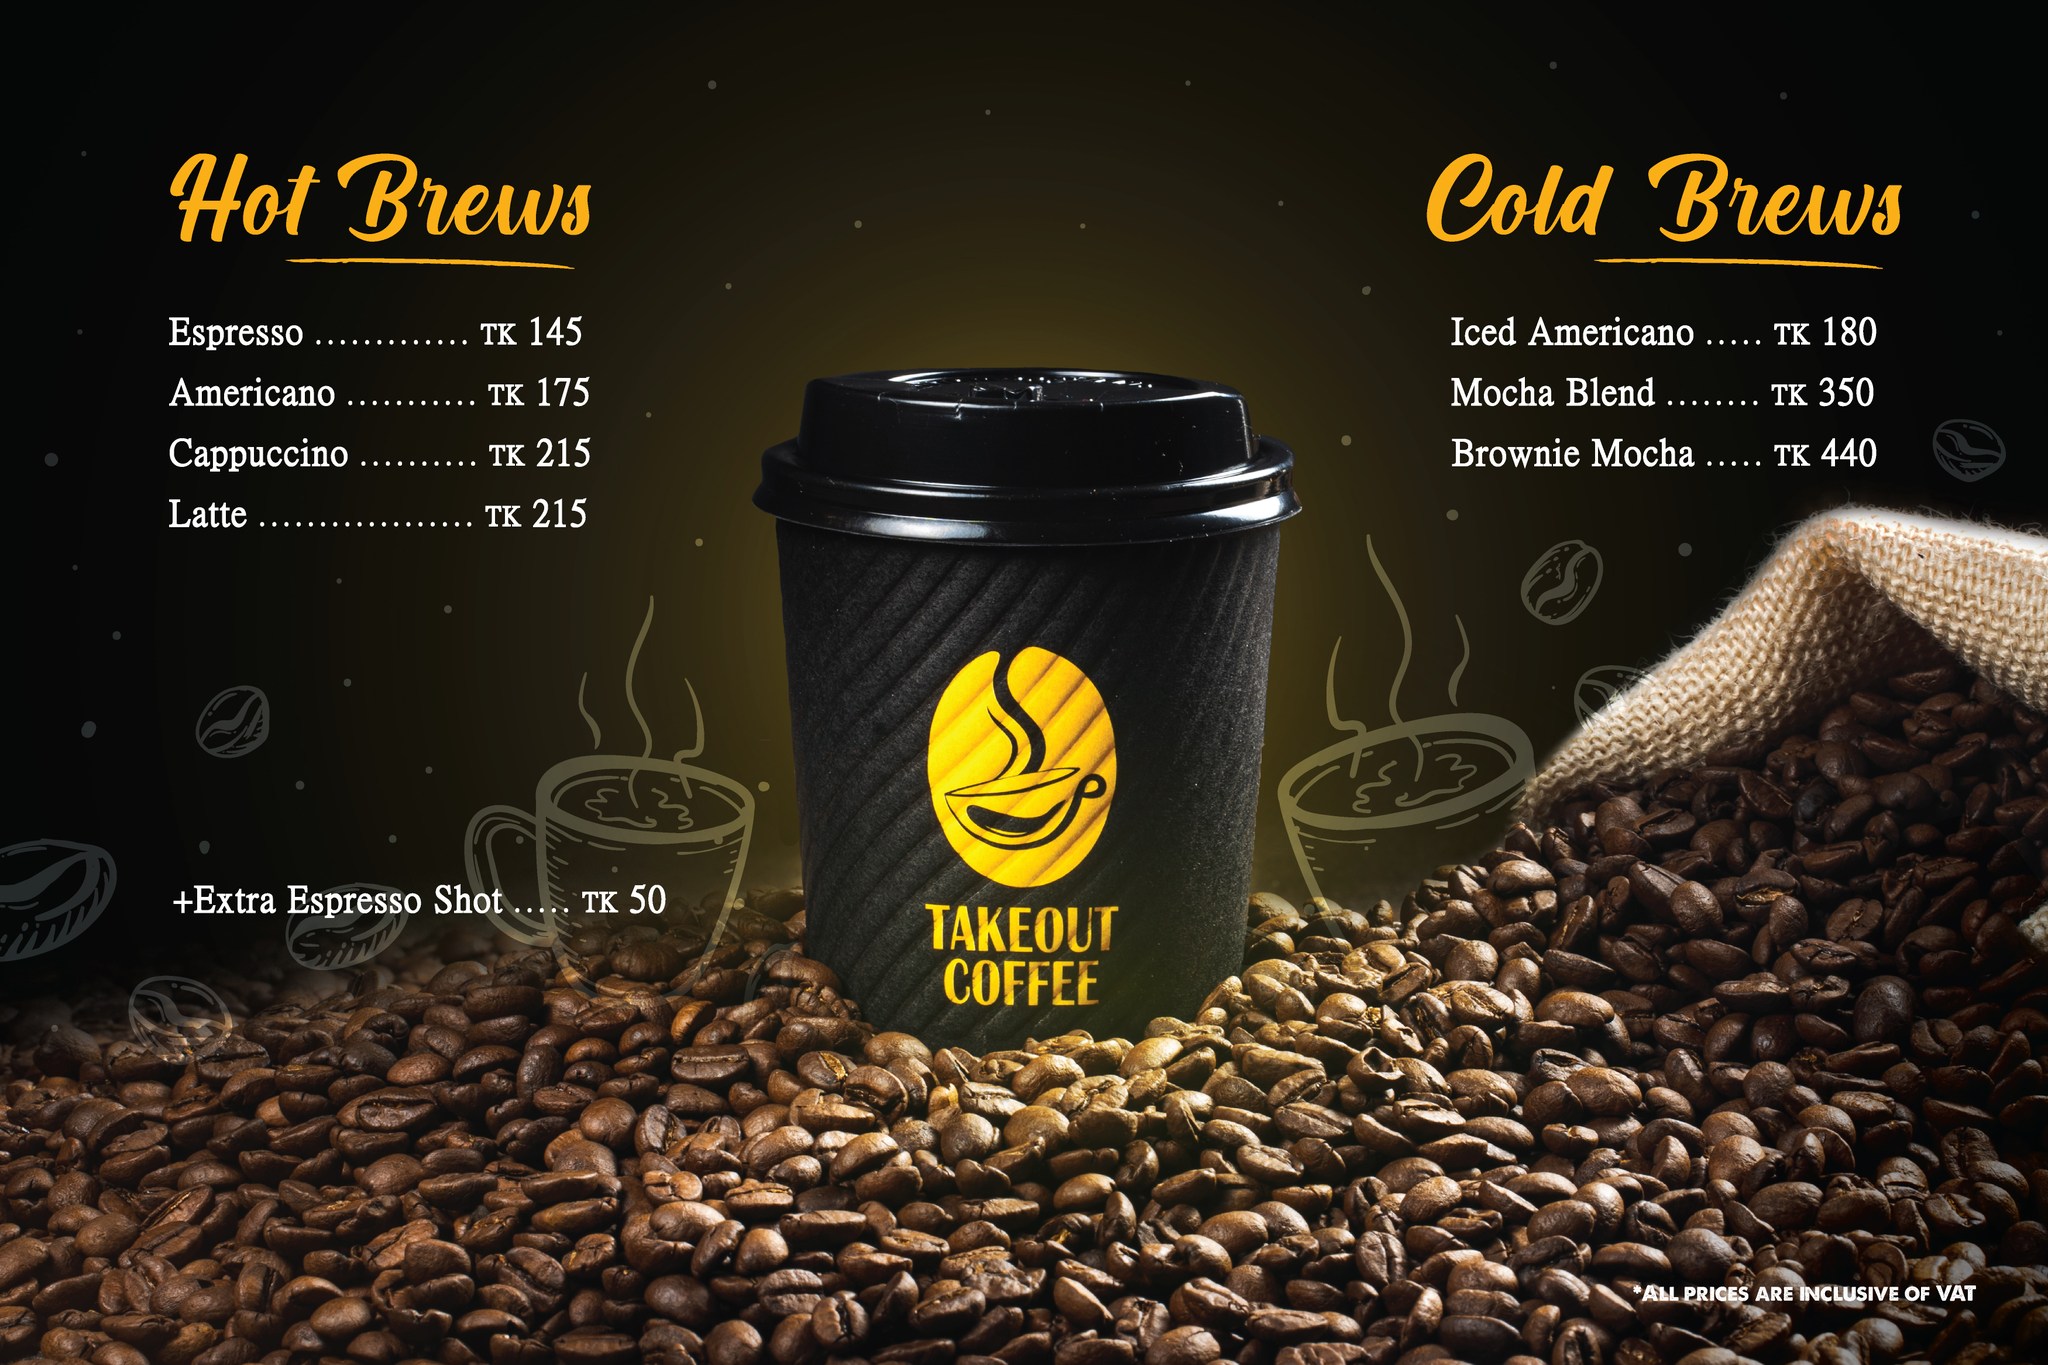 Hot Brews
Espresso ............. TK 145
Americano ........... TK 175
Cappuccino .......... TK 215
Latte .................. TK 215
+Extra Espresso Shot ..... TK 50
Cold Brews
Iced Americano ..... TK 180
Mocha Blend ........ TK 350
Brownie Mocha ..... TK 440
TAKEOUT
COFFEE
*ALL PRICES ARE INCLUSIVE OF VAT